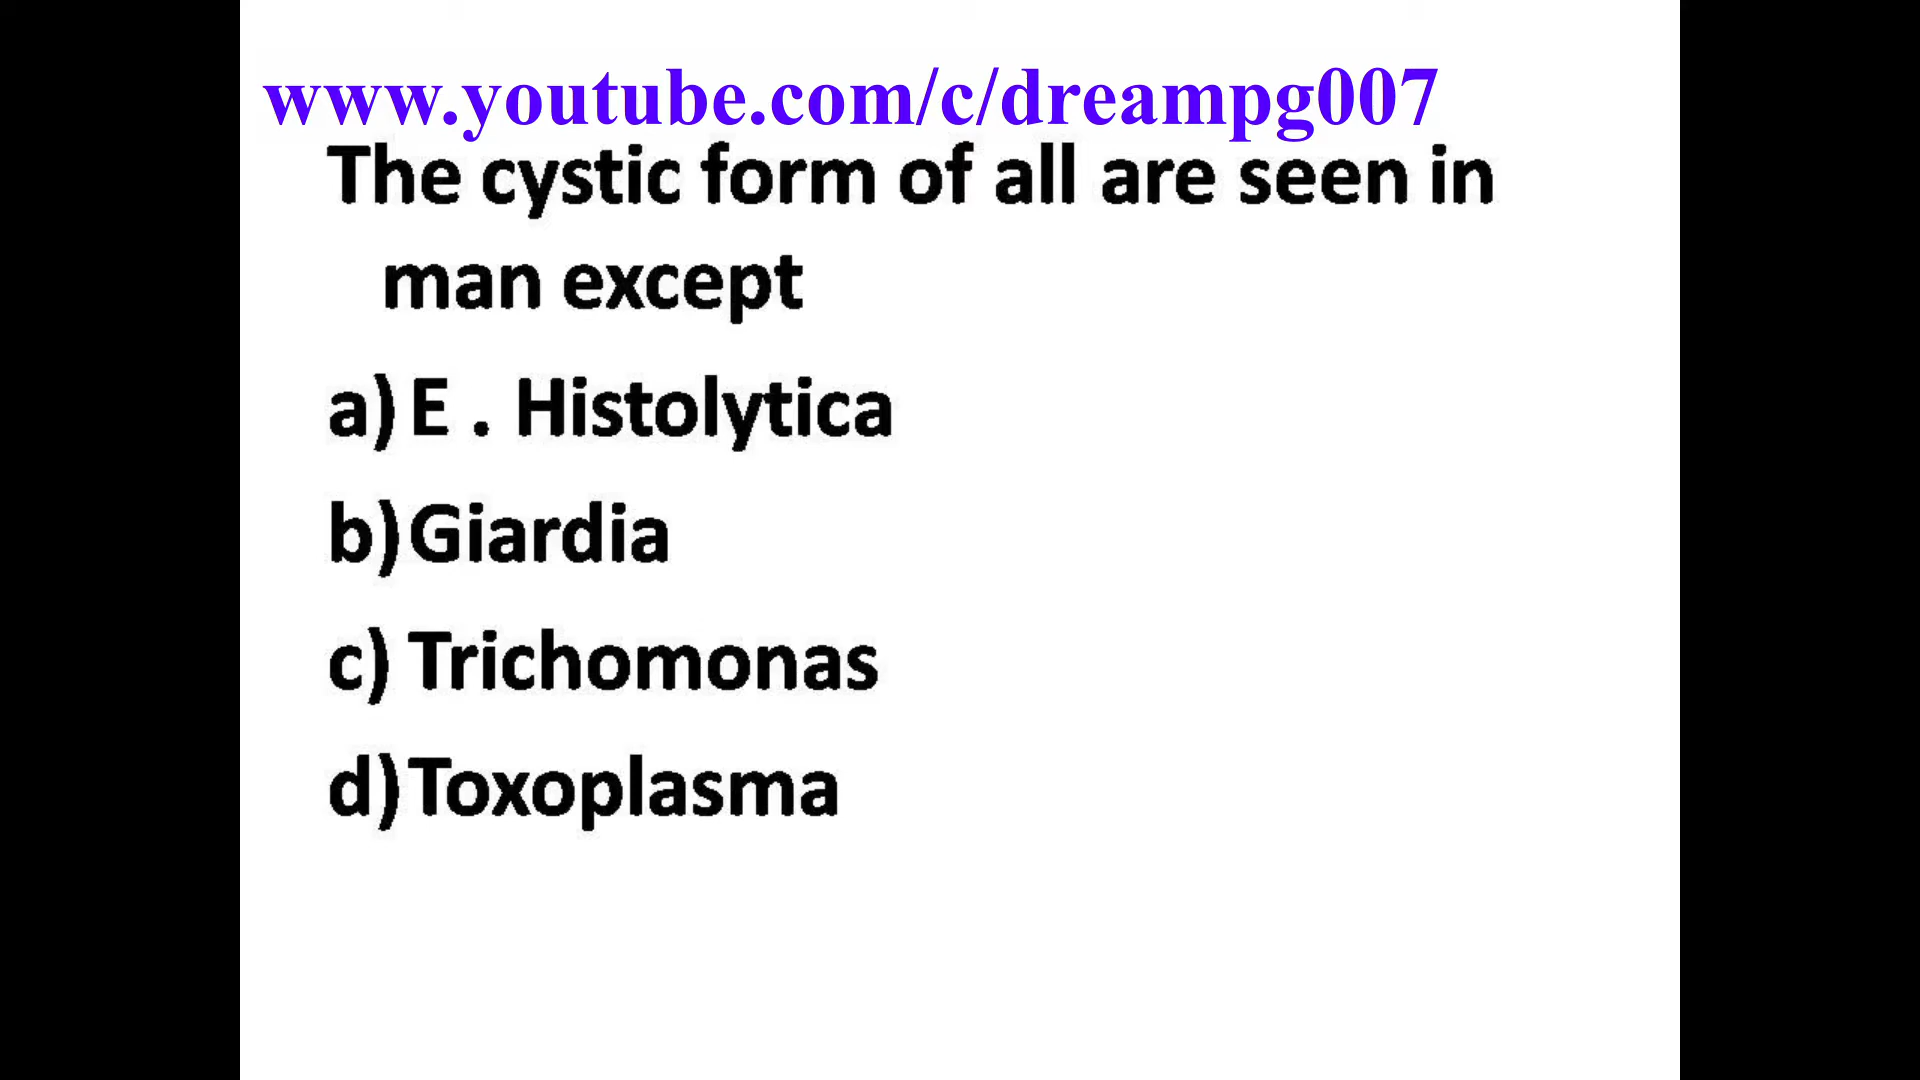 www.youtube.com/c/dreampg007
The cystic form of all are seen in
man except
a) E . Histolytica
b) Giardia
c) Trichomonas
d) Toxoplasma